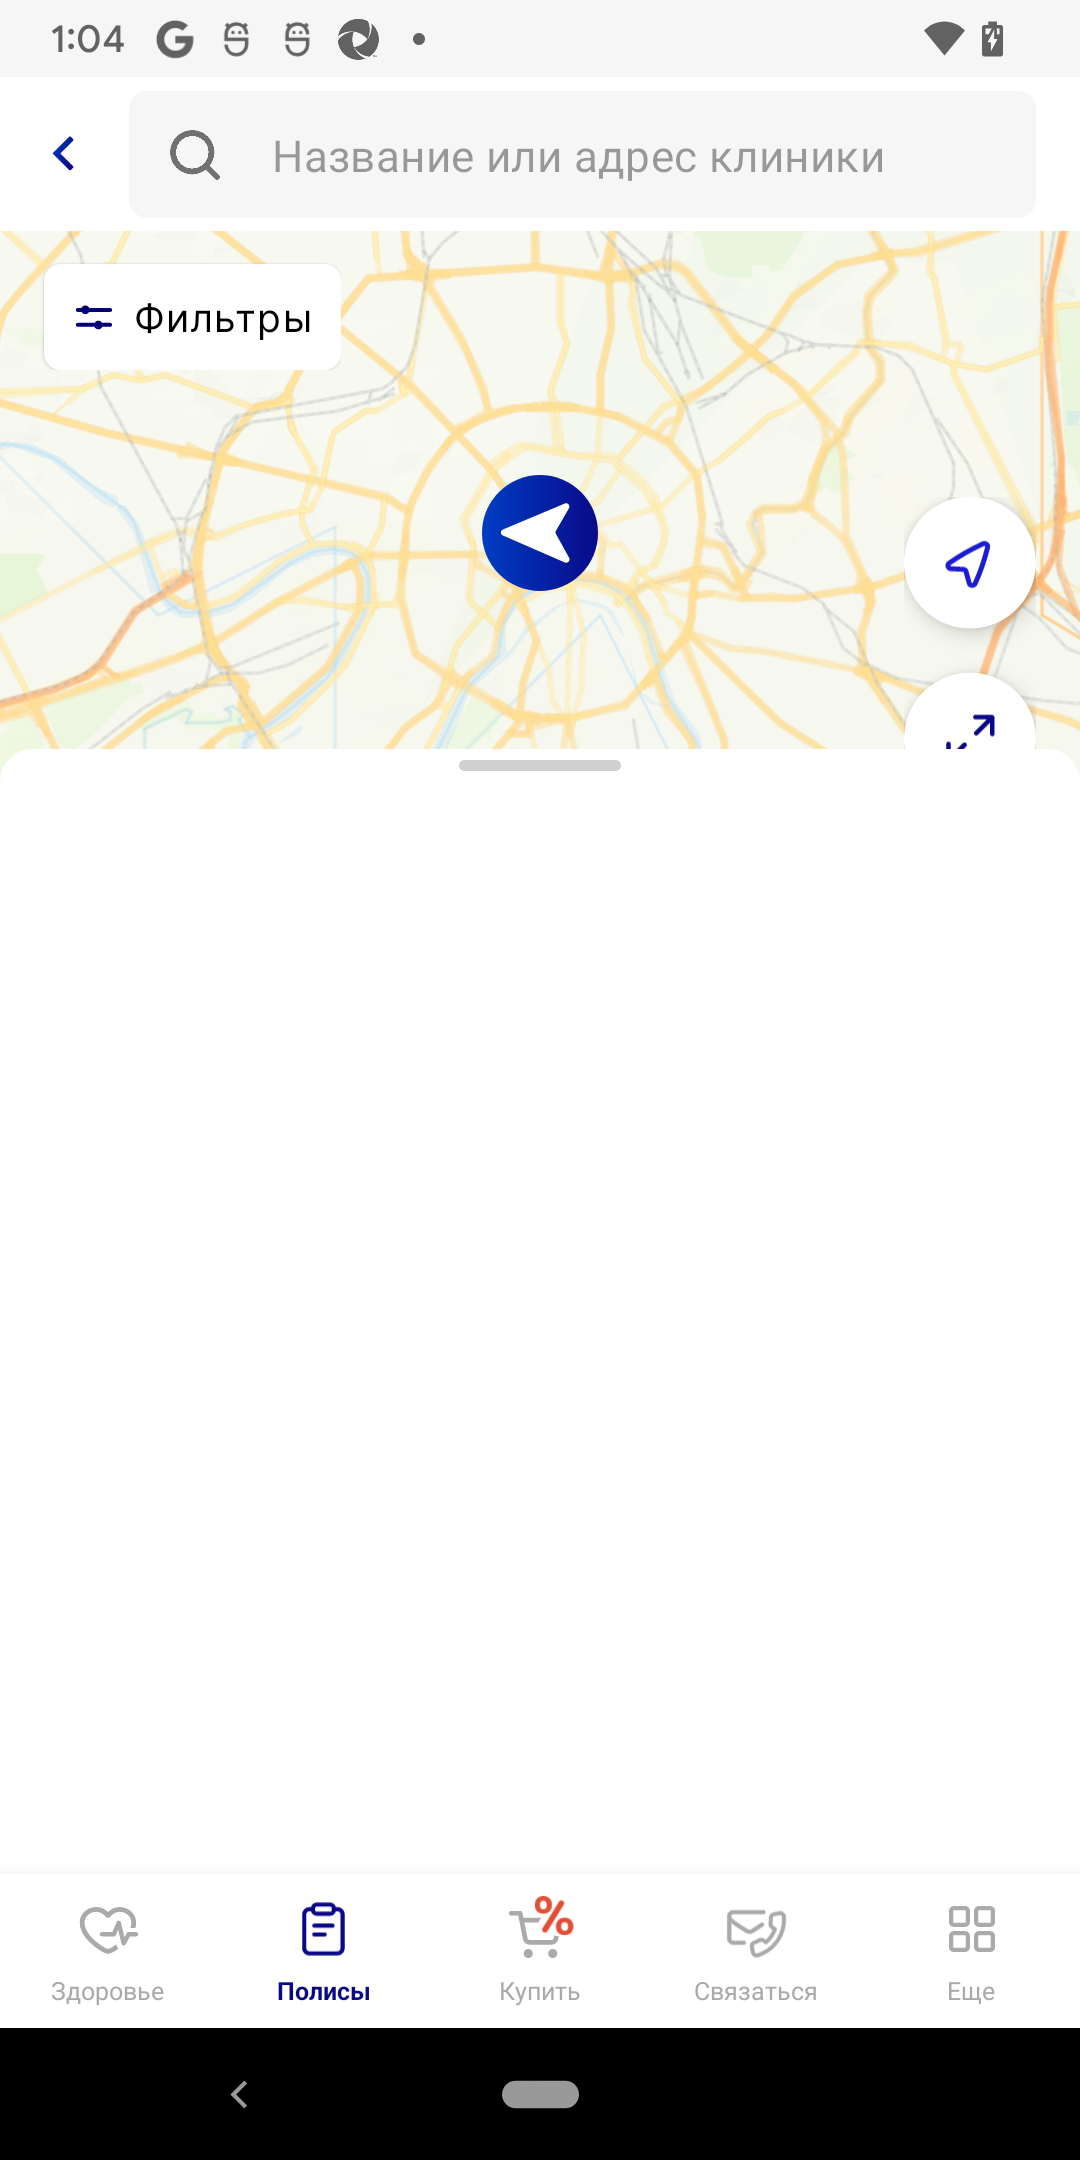 1:04
Название или адрес клиники
Фильтры
Здоровье
Полисы
Купить
Связаться
Еще